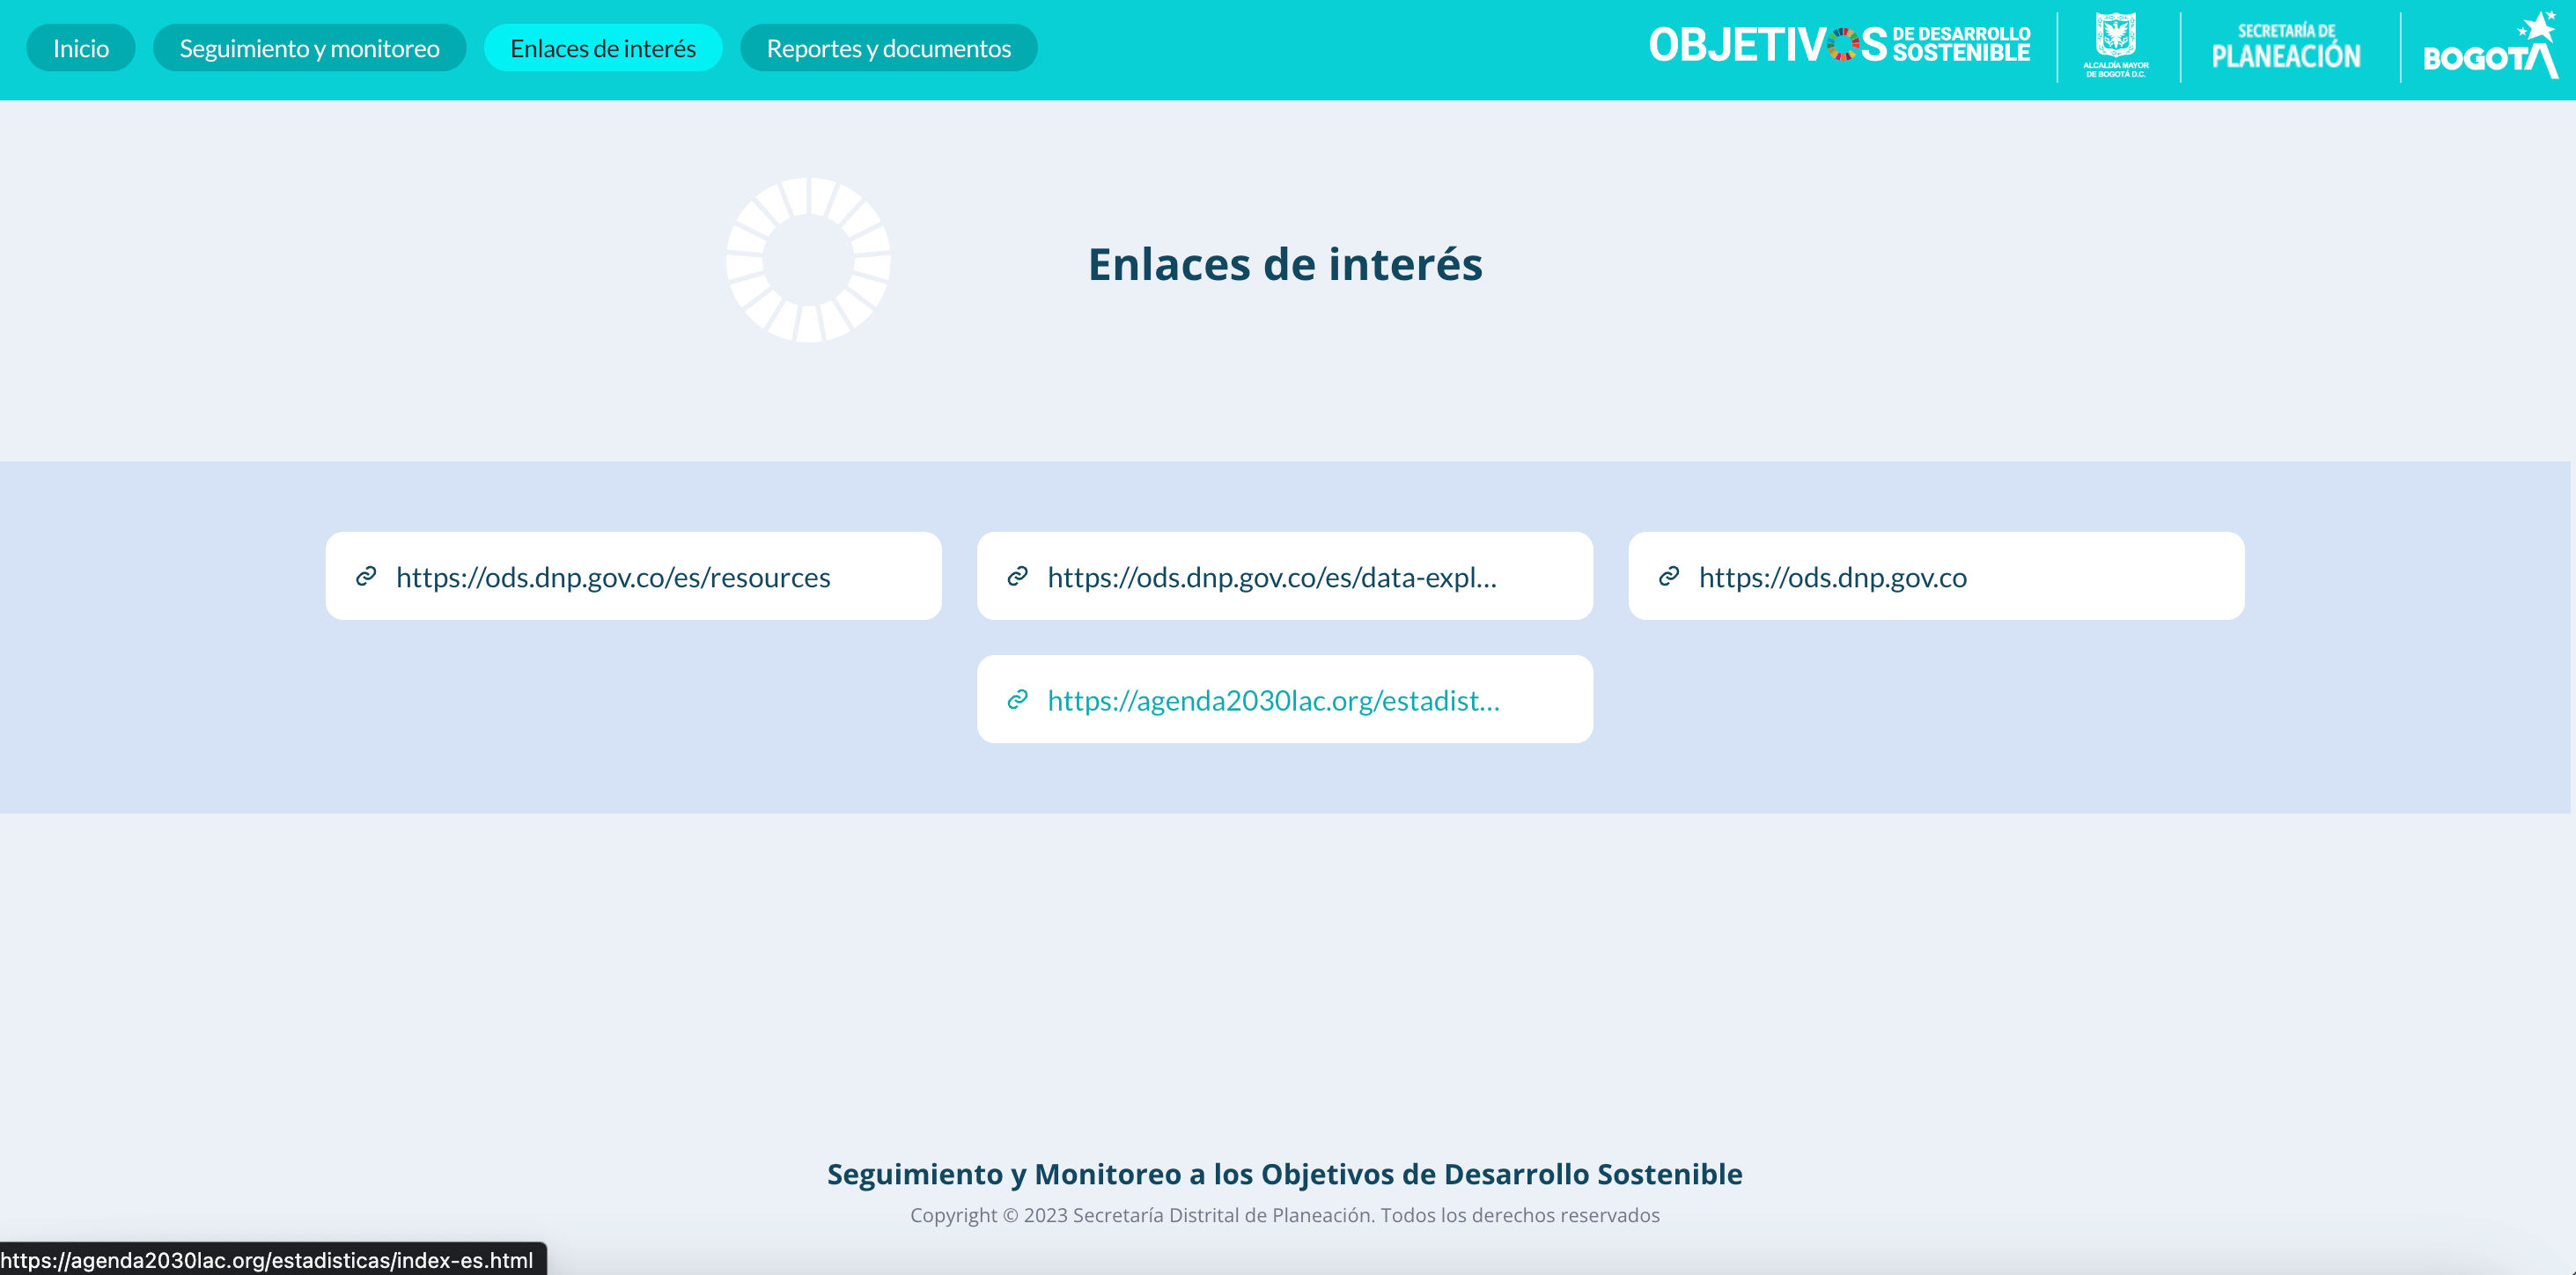 Inicio
Seguimiento y monitoreo
Enlaces de interés
Reportes y documentos
OBJETIVOS DE DESARROLLO
SOSTENIBLE
ALCALDÍA MAYOR
DE BOGOTÁ D.C.
SECRETARÍA DE
PLANEACIÓN
BOGOTÁ
Enlaces de interés
https://ods.dnp.gov.co/es/resources
https://ods.dnp.gov.co/es/data-expl...
https://ods.dnp.gov.co
https://agenda2030lac.org/estadist...
Seguimiento y Monitoreo a los Objetivos de Desarrollo Sostenible
Copyright © 2023 Secretaría Distrital de Planeación. Todos los derechos reservados
https://agenda2030lac.org/estadisticas/index-es.html